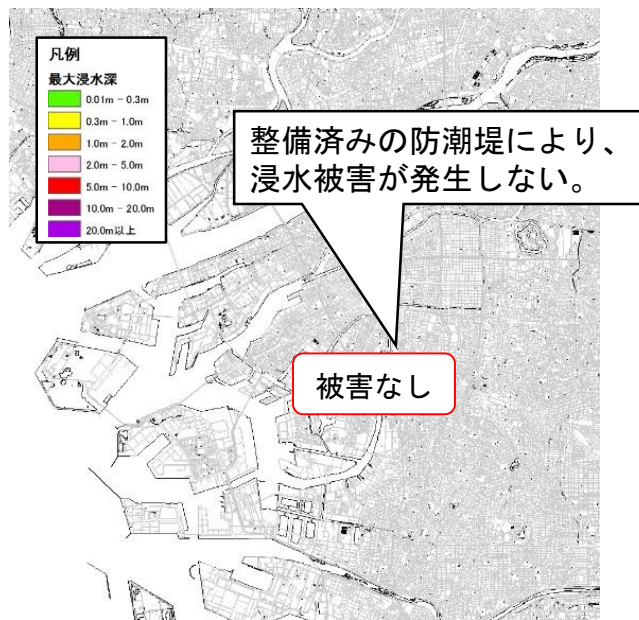 凡例
最大浸水深
0.01m - 0.3m
0.3m - 1.0m
1.0m - 2.0m
2.0m - 5.0m
5.0m - 10.0m
10.0m - 20.0m
20.0m以上
整備済みの防潮堤により、
浸水被害が発生しない。
被害なし